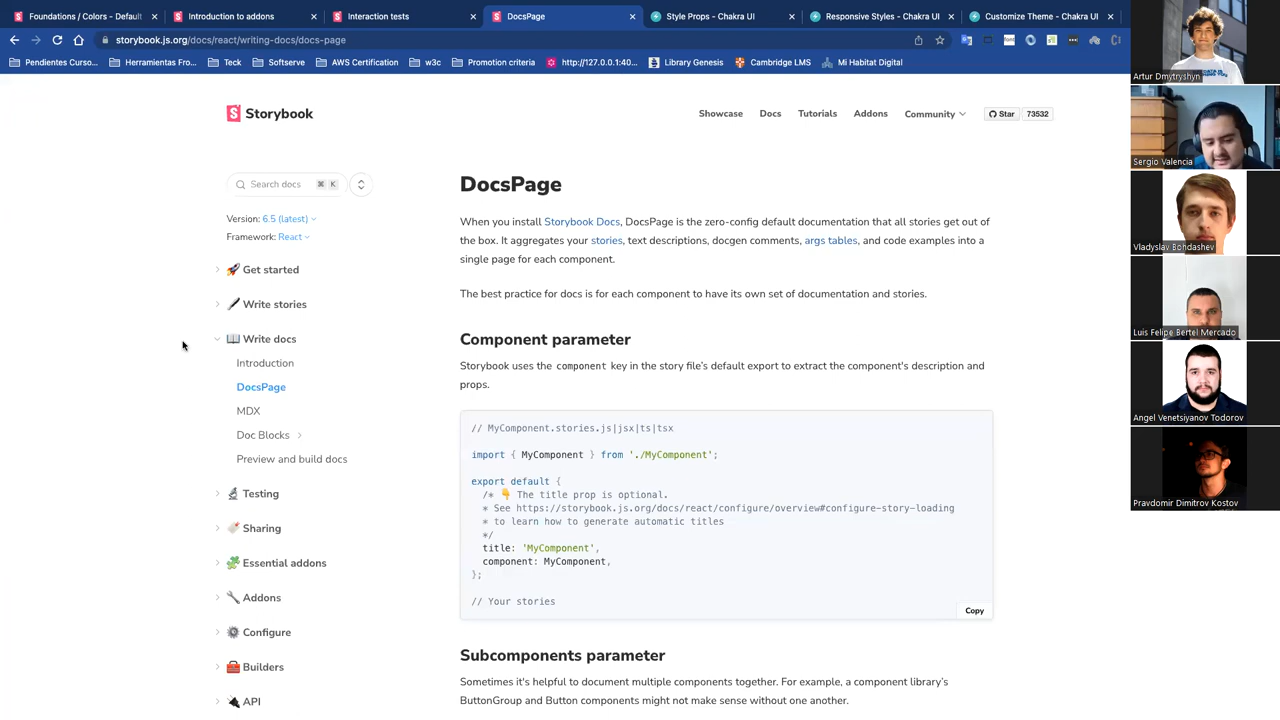 Foundations / Colors - Default
Introduction to addons
Interaction tests
DocsPage
Style Props - Chakra UI
Responsive Styles - Chakra UI
Customize Theme - Chakra UI
storybook.js.org/docs/react/writing-docs/docs-page
Pendientes Curso...
Herramientas Fro...
Teck
Softserve
AWS Certification
w3c
Promotion criteria
http://127.0.0.1:40...
Library Genesis
Cambridge LMS
Mi Habitat Digital
Storybook
Showcase
Docs
Tutorials
Addons
Community
Star
73532
Search docs
⌘ K
Version: 6.5 (latest)
Framework: React
Get started
Write stories
Write docs
Introduction
DocsPage
MDX
Doc Blocks
Preview and build docs
Testing
Sharing
Essential addons
Addons
Configure
Builders
API
DocsPage
When you install Storybook Docs, DocsPage is the zero-config default documentation that all stories get out of
the box. It aggregates your stories, text descriptions, docgen comments, args tables, and code examples into a
single page for each component.
The best practice for docs is for each component to have its own set of documentation and stories.
Component parameter
Storybook uses the component key in the story file's default export to extract the component's description and
props.
// MyComponent.stories.js|jsx|ts|tsx
import { MyComponent } from './MyComponent';
export default {
/* 👇 The title prop is optional.
* See https://storybook.js.org/docs/react/configure/overview#configure-story-loading
* to learn how to generate automatic titles
*/
title: 'MyComponent',
component: MyComponent,
};
// Your stories
Copy
Subcomponents parameter
Sometimes it's helpful to document multiple components together. For example, a component library's
ButtonGroup and Button components might not make sense without one another.
Artur Dmytryshyn
Sergio Valencia
Vladyslav Bohdashev
Luis Felipe Bertel Mercado
Angel Venetsiyanov Todorov
Pravdomir Dimitrov Kostov